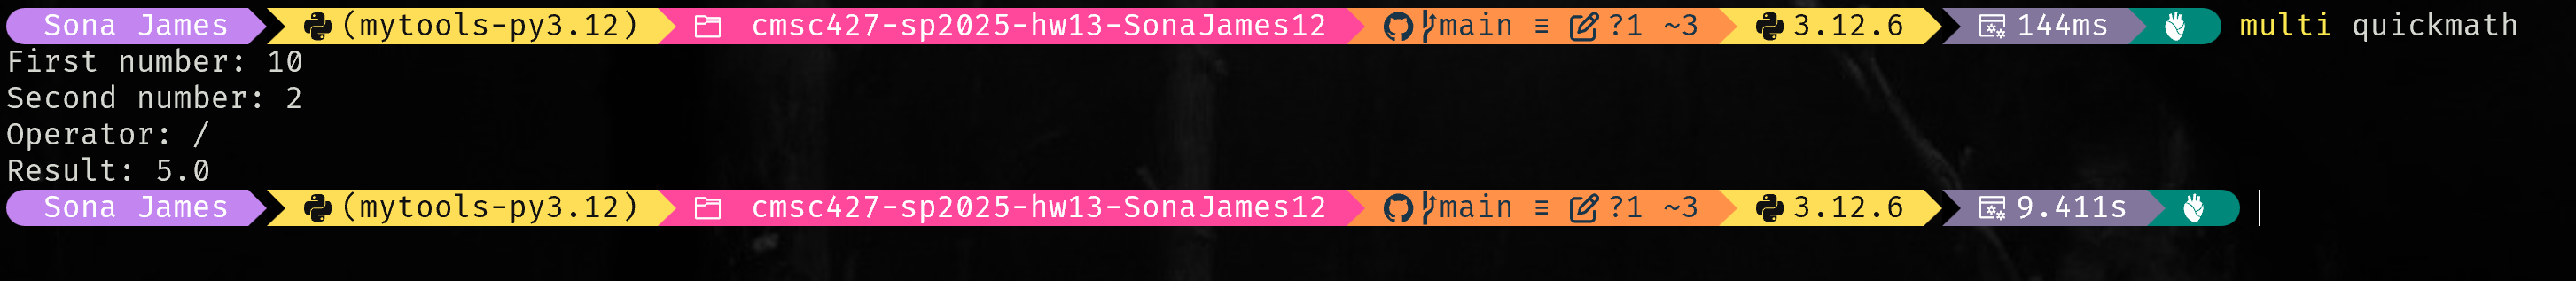 Sona James (mytools-py3.12) cmsc427-sp2025-hw13-SonaJames12 main ≡ ?1 ~3 3.12.6 144ms multi quickmath
First number: 10
Second number: 2
Operator: /
Result: 5.0
Sona James (mytools-py3.12) cmsc427-sp2025-hw13-SonaJames12 main ≡ ?1 ~3 3.12.6 9.411s